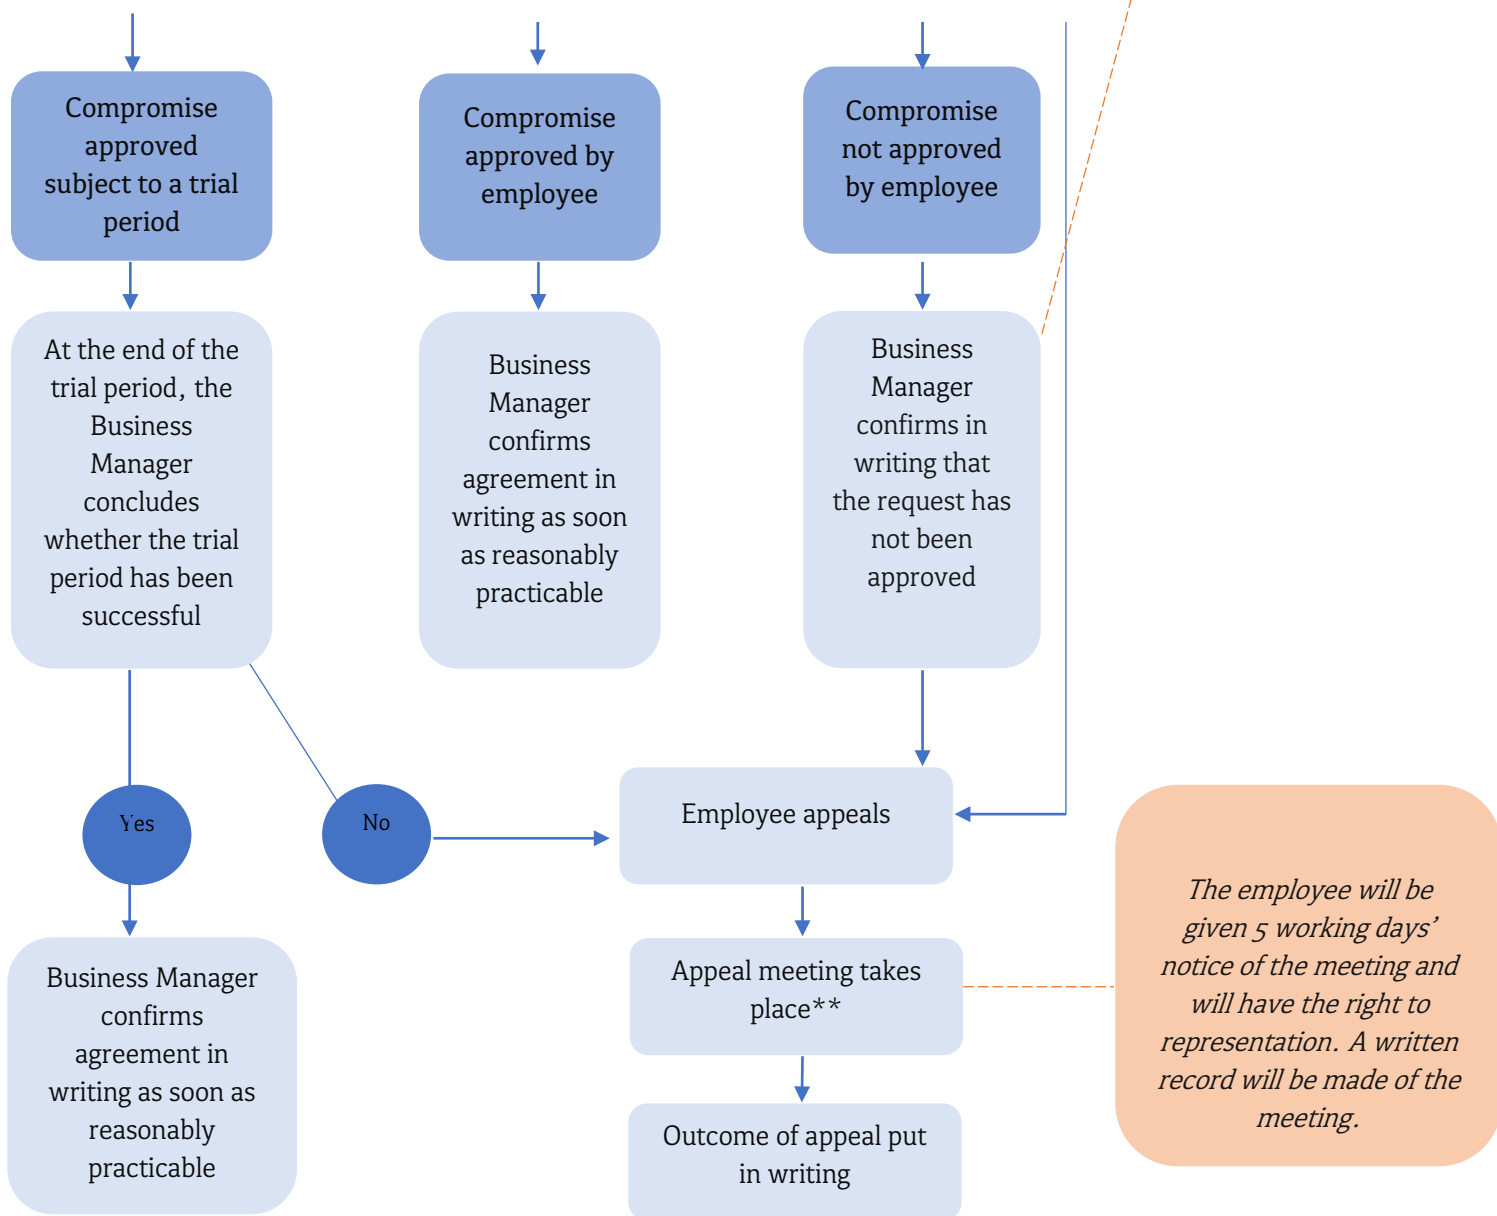 Compromise
approved
subject to a trial
period
Compromise
approved by
employee
Compromise
not approved
by employee
At the end of the
trial period, the
Business
Manager
concludes
whether the trial
period has been
successful
Business
Manager
confirms
agreement in
writing as soon
as reasonably
practicable
Business
Manager
confirms in
writing that
the request has
not been
approved
Yes
No
Employee appeals
Business Manager
confirms
agreement in
writing as soon as
reasonably
practicable
Appeal meeting takes
place**
Outcome of appeal put
in writing
The employee will be
given 5 working days’
notice of the meeting and
will have the right to
representation. A written
record will be made of the
meeting.